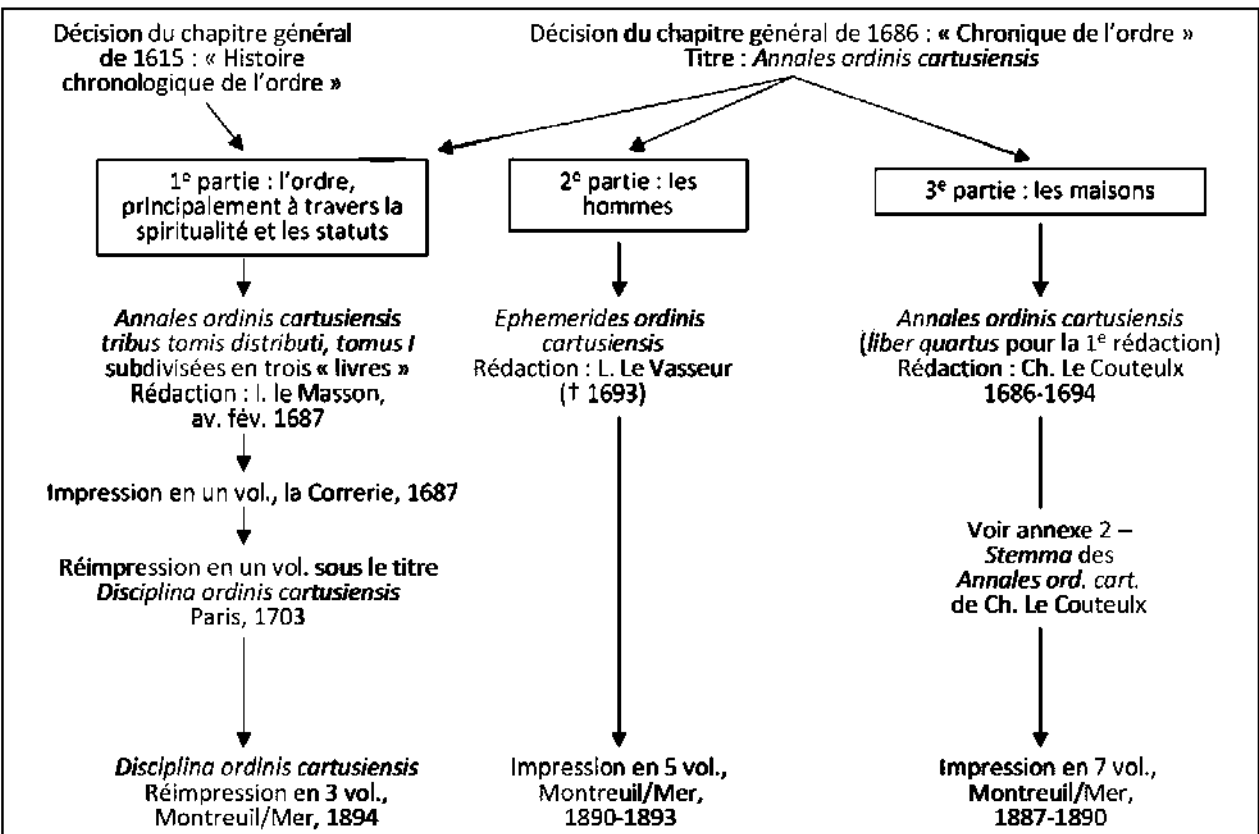 Décision du chapitre général
de 1615 : « Histoire
chronologique de l'ordre »
Décision du chapitre général de 1686 : « Chronique de l'ordre »
Titre : Annales ordinis cartusiensis
1e partie : l'ordre,
principalement à travers la
spiritualité et les statuts
2e partie : les
hommes
3e partie : les maisons
Annales ordinis cartusiensis
tribus tomis distributi, tomus I
subdivisées en trois « livres »
Rédaction : I. le Masson,
av. fév. 1687
Impression en un vol., la Correrie, 1687
Réimpression en un vol. sous le titre
Disciplina ordinis cartusiensis
Paris, 1703
Disciplina ordinis cartusiensis
Réimpression en 3 vol.,
Montreuil/Mer, 1894
Ephemerides ordinis
cartusiensis
Rédaction : L. Le Vasseur
(† 1693)
Impression en 5 vol.,
Montreuil/Mer,
1890-1893
Annales ordinis cartusiensis
(liber quartus pour la 1e rédaction)
Rédaction : Ch. Le Couteulx
1686-1694
Voir annexe 2 –
Stemma des
Annales ord. cart.
de Ch. Le Couteulx
Impression en 7 vol.,
Montreuil/Mer,
1887-1890